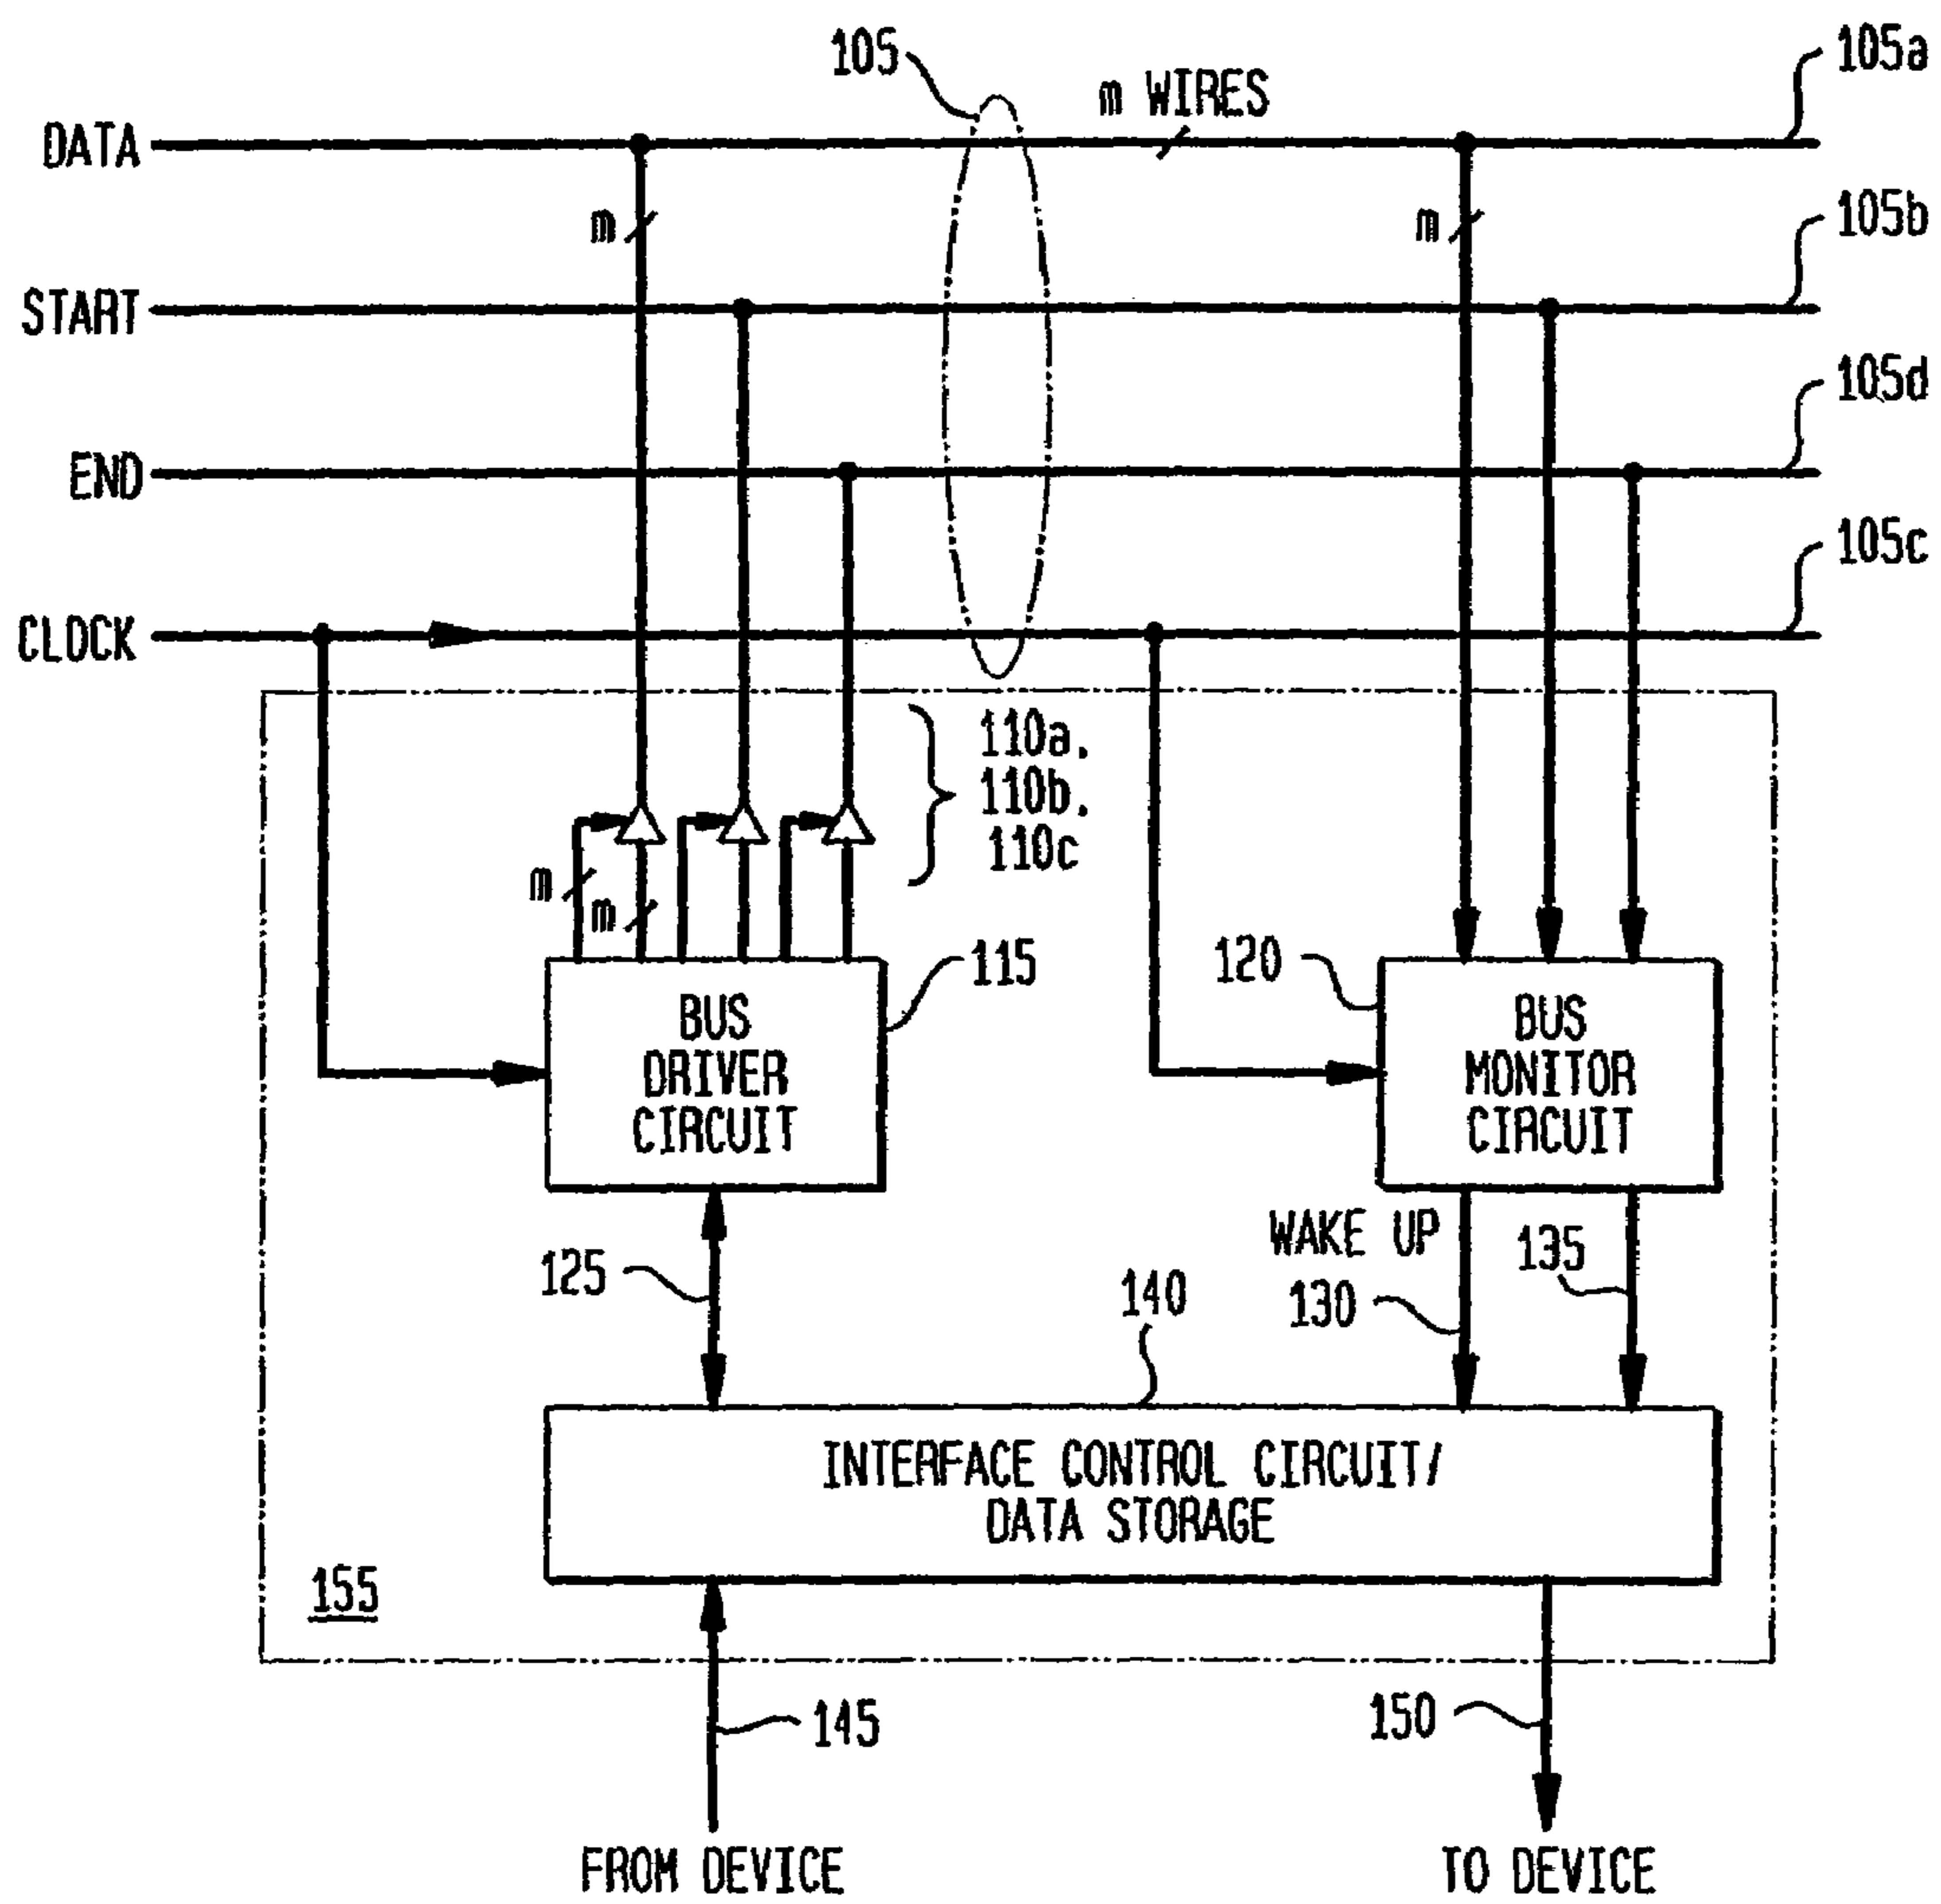 105
105a
m WIRES
DATA
m
m
105b
START
105d
END
105c
CLOCK
110a.
110b.
110c
m
m
115
120
BUS
DRIVER
CIRCUIT
BUS
MONITOR
CIRCUIT
WAKE UP
125
130
135
140
INTERFACE CONTROL CIRCUIT/
DATA STORAGE
155
145
150
FROM DEVICE
TO DEVICE